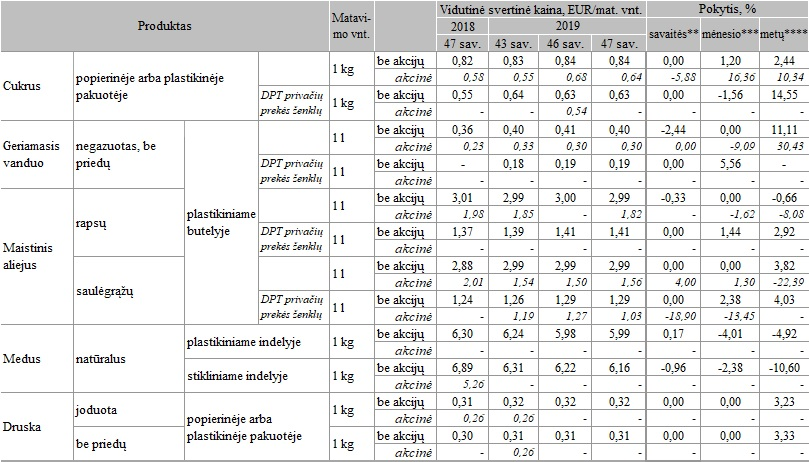 Produktas Matavi-mo vnt. Vidutinė svertinė kaina, EUR/mat. vnt. Pokytis, %
2018 2019 savaitės** mėnesio*** metų****
47 sav. 43 sav. 46 sav. 47 sav.
Cukrus popierinėje arba plastikinėje pakuotėje 1 kg be akcijų 0,82 0,83 0,84 0,84 0,00 1,20 2,44
akcinė 0,58 0,55 0,68 0,64 -5,88 16,36 10,34
DPT privačių prekės ženklų 1 kg be akcijų 0,55 0,64 0,63 0,63 0,00 -1,56 14,55
akcinė - - 0,54 - - - -
Geriamasis vanduo negazuotas, be priedų plastikiniame butelyje 1 l be akcijų 0,36 0,40 0,41 0,40 -2,44 0,00 11,11
akcinė 0,23 0,33 0,30 0,30 0,00 -9,09 30,43
DPT privačių prekės ženklų 1 l be akcijų - 0,18 0,19 0,19 0,00 5,56 -
akcinė - - - - - - -
Maistinis aliejus rapsų 1 l be akcijų 3,01 2,99 3,00 2,99 -0,33 0,00 -0,66
akcinė 1,98 1,85 - 1,82 - -1,62 -8,08
DPT privačių prekės ženklų 1 l be akcijų 1,37 1,39 1,41 1,41 0,00 1,44 2,92
akcinė - - - - - - -
saulėgrąžų 1 l be akcijų 2,88 2,99 2,99 2,99 0,00 0,00 3,82
akcinė 2,01 1,54 1,50 1,56 4,00 1,30 -22,39
DPT privačių prekės ženklų 1 l be akcijų 1,24 1,26 1,29 1,29 0,00 2,38 4,03
akcinė - 1,19 1,27 1,03 -18,90 -13,45 -
Medus natūralus plastikiniame indelyje 1 kg be akcijų 6,30 6,24 5,98 5,99 0,17 -4,01 -4,92
akcinė - - - - - - -
stikliniame indelyje 1 kg be akcijų 6,89 6,31 6,22 6,16 -0,96 -2,38 -10,60
akcinė 5,26 - - - - - -
Druska joduota popierinėje arba plastikinėje pakuotėje 1 kg be akcijų 0,31 0,32 0,32 0,32 0,00 0,00 3,23
akcinė 0,26 0,26 - - - - -
be priedų 1 kg be akcijų 0,30 0,31 0,31 0,31 0,00 0,00 3,33
akcinė - 0,26 - - - - -